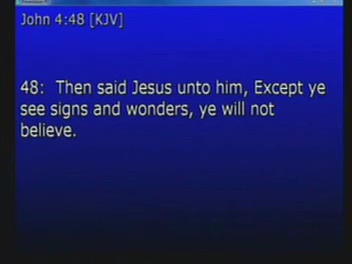 John 4:48 [KJV]
48: Then said Jesus unto him, Except ye
see signs and wonders, ye will not
believe.